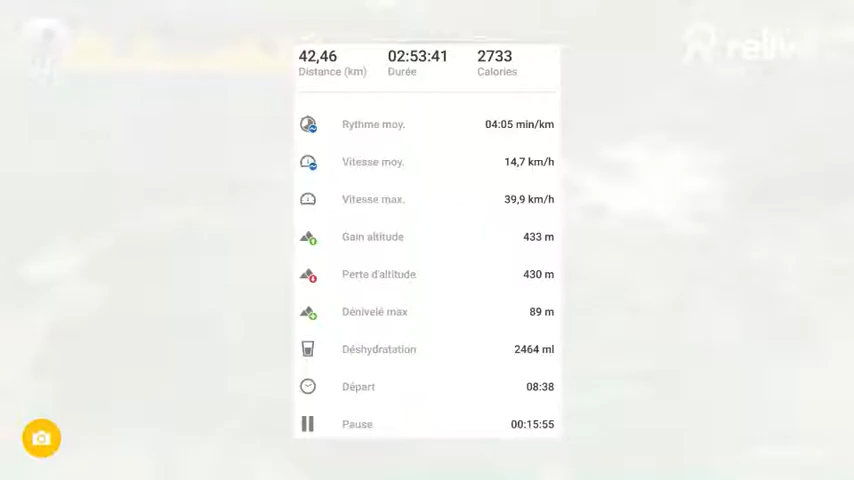 relive
42,46
02:53:41
2733
Distance (km)
Durée
Calories
Rythme moy.
04:05 min/km
Vitesse moy.
14,7 km/h
Vitesse max.
39,9 km/h
Gain altitude
433 m
Perte d'altitude
430 m
Dénivelé max
89 m
Déshydratation
2464 ml
Départ
08:38
Pause
00:15:55